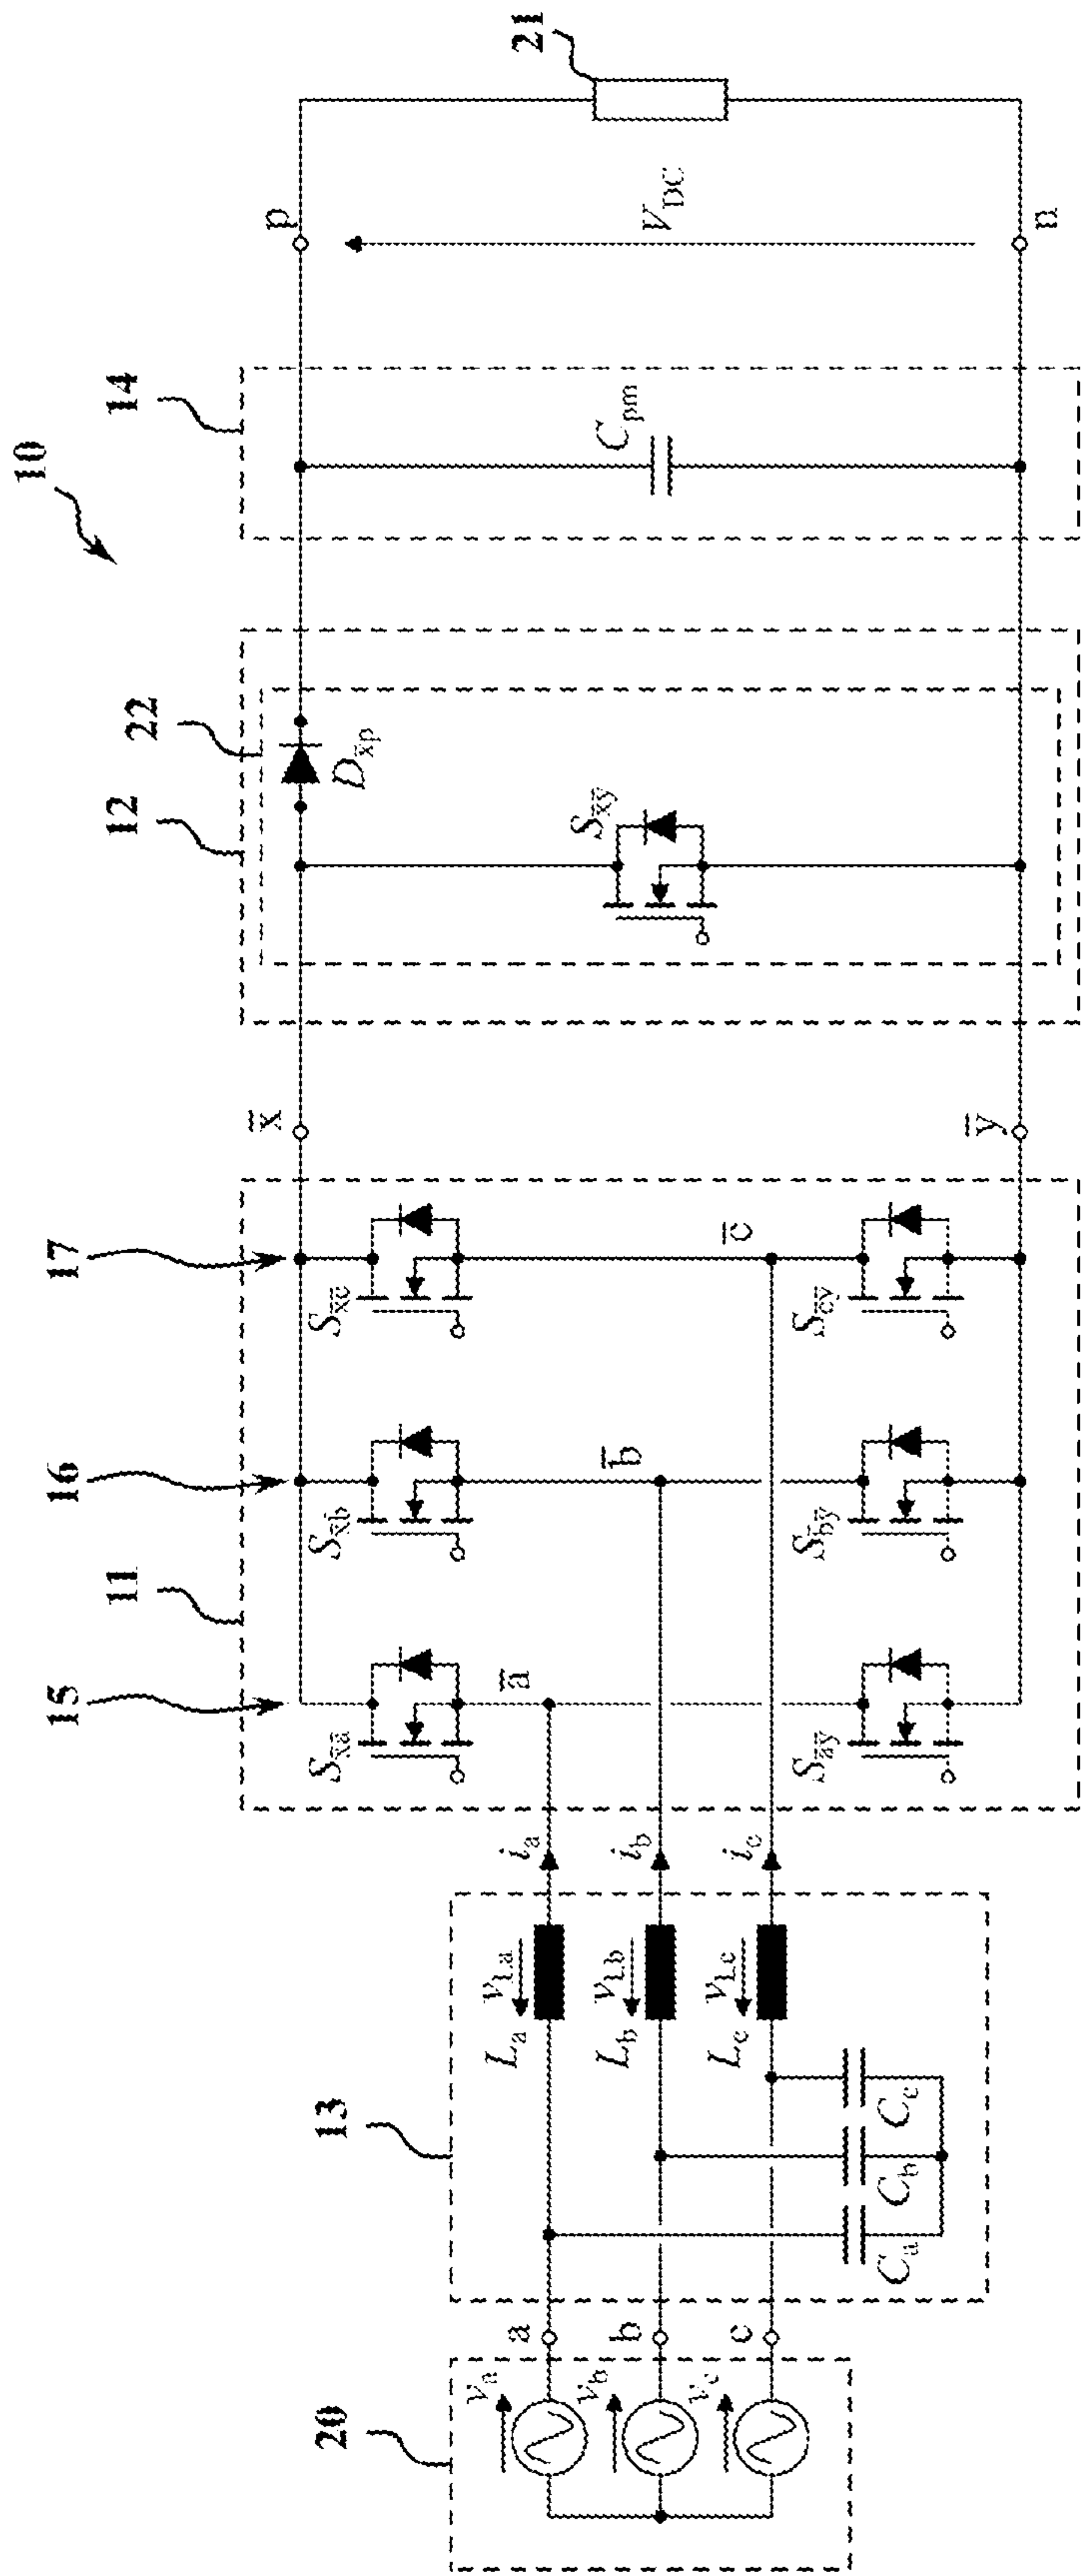 10
11
12
22
14
15
16
17
13
20
21
v_a
v_b
v_c
a
b
c
C_a
C_b
C_c
L_a
L_b
L_c
v_La
v_Lb
v_Lc
i_a
i_b
i_c
S_x̄ā
S_x̄b̄
S_x̄c̄
ā
b̄
c̄
S_āȳ
S_b̄ȳ
S_c̄ȳ
x̄
ȳ
D_x̄p
S_x̄ȳ
C_pm
p
n
V_DC